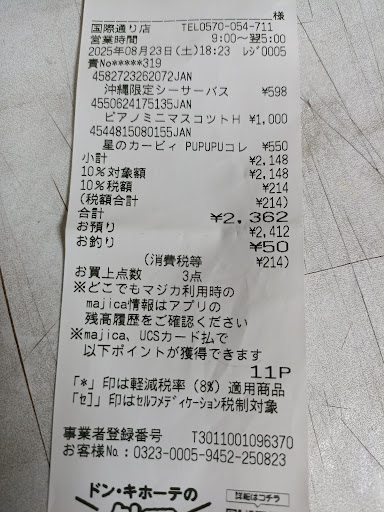 様
国際通り店 TEL0570-054-711
営業時間 9:00～翌5:00
2025年08月23日(土)18:23 ﾚｼﾞ0005
責No*****319
4582723262072JAN
沖縄限定シーサーバス ¥598
4550624175135JAN
ピアノミニマスコットH ¥1,000
4544815080155JAN
星のカービィ PUPUPUコレ ¥550
小計 ¥2,148
10%対象額 ¥2,148
10%税額 ¥214
(税額合計 ¥214)
合計 ¥2,362
お預り ¥2,412
お釣り ¥50
(消費税等 ¥214)
お買上点数 3点
※どこでもマジカ利用時の
majica情報はアプリの
残高履歴をご確認ください
※majica、UCSカード払で
以下ポイントが獲得できます
11P
「*」印は軽減税率(8%)適用商品
「ｾ」印はｾﾙﾌﾒﾃﾞｨｹｰｼｮﾝ税制対象
事業者登録番号 T3011001096370
お客様No.:0323-0005-9452-250823
ドン・キホーテの
詳細はコチラ